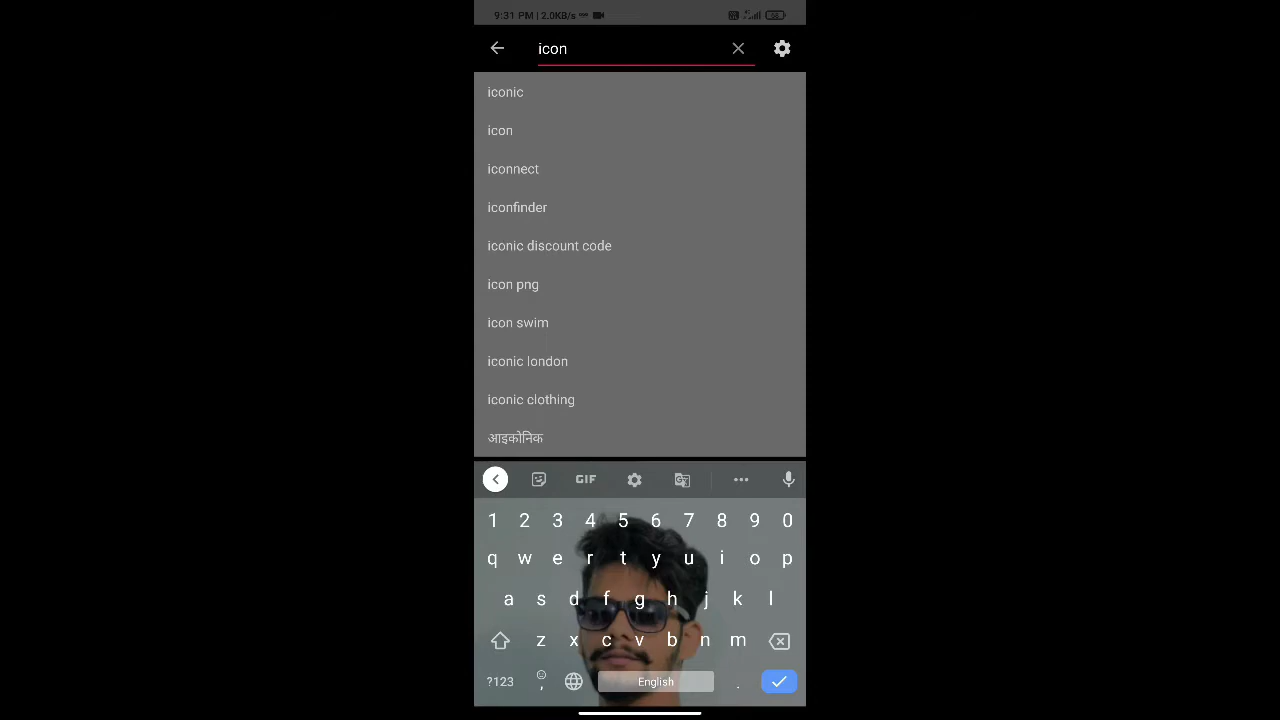 9:31 PM | 2.0KB/s
icon
iconic
icon
iconnect
iconfinder
iconic discount code
icon png
icon swim
iconic london
iconic clothing
आइकोनिक
GIF
1 2 3 4 5 6 7 8 9 0
q w e r t y u i o p
a s d f g h j k l
z x c v b n m
?123 , English .